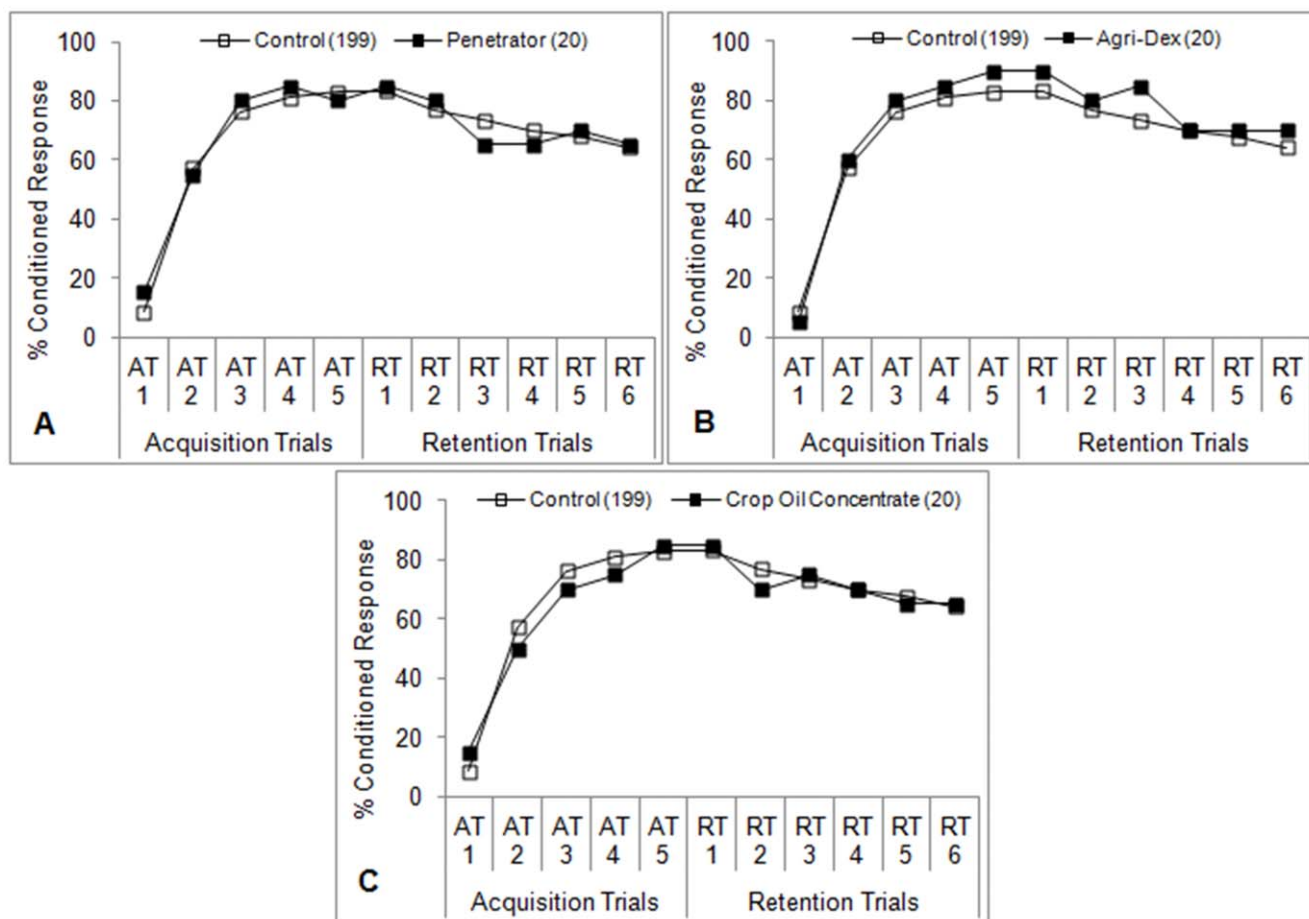 Control (199) Penetrator (20)
% Conditioned Response
100
80
60
40
20
0
AT AT AT AT AT RT RT RT RT RT RT
1 2 3 4 5 1 2 3 4 5 6
Acquisition Trials Retention Trials
A
Control (199) Agri-Dex (20)
% Conditioned Response
100
80
60
40
20
0
AT AT AT AT AT RT RT RT RT RT RT
1 2 3 4 5 1 2 3 4 5 6
Acquisition Trials Retention Trials
B
Control (199) Crop Oil Concentrate (20)
% Conditioned Response
100
80
60
40
20
0
AT AT AT AT AT RT RT RT RT RT RT
1 2 3 4 5 1 2 3 4 5 6
Acquisition Trials Retention Trials
C